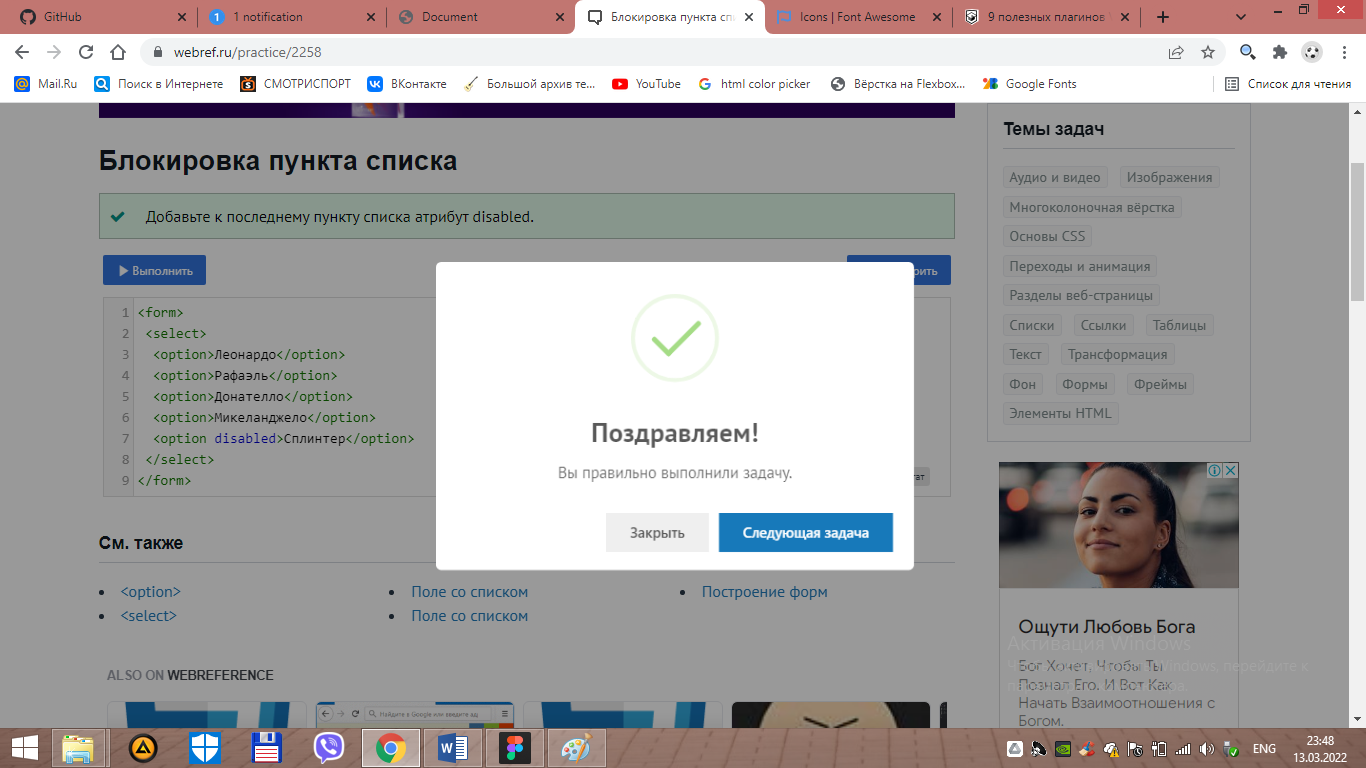 GitHub
1 notification
Document
Блокировка пункта спи
Icons | Font Awesome
9 полезных плагинов
webref.ru/practice/2258
Mail.Ru
Поиск в Интернете
СМОТРИСПОРТ
ВКонтакте
Большой архив те...
YouTube
html color picker
Вёрстка на Flexbox...
Google Fonts
Список для чтения
Блокировка пункта списка
Добавьте к последнему пункту списка атрибут disabled.
Выполнить
1 <form>
2 <select>
3 <option>Леонардо</option>
4 <option>Рафаэль</option>
5 <option>Донателло</option>
6 <option>Микеланджело</option>
7 <option disabled>Сплинтер</option>
8 </select>
9 </form>
Поздравляем!
Вы правильно выполнили задачу.
Закрыть
Следующая задача
См. также
<option>
<select>
Поле со списком
Поле со списком
Построение форм
ALSO ON WEBREFERENCE
Найдите в Google или введите ад
Темы задач
Аудио и видео
Изображения
Многоколоночная вёрстка
Основы CSS
Переходы и анимация
Разделы веб-страницы
Списки
Ссылки
Таблицы
Текст
Трансформация
Фон
Формы
Фреймы
Элементы HTML
Ощути Любовь Бога
Бог Хочет, Чтобы Ты
Познал Его. И Вот Как
Начать Взаимоотношения с
Богом.
Активация Windows
Windows, перейдите к
ENG
23:48
13.03.2022